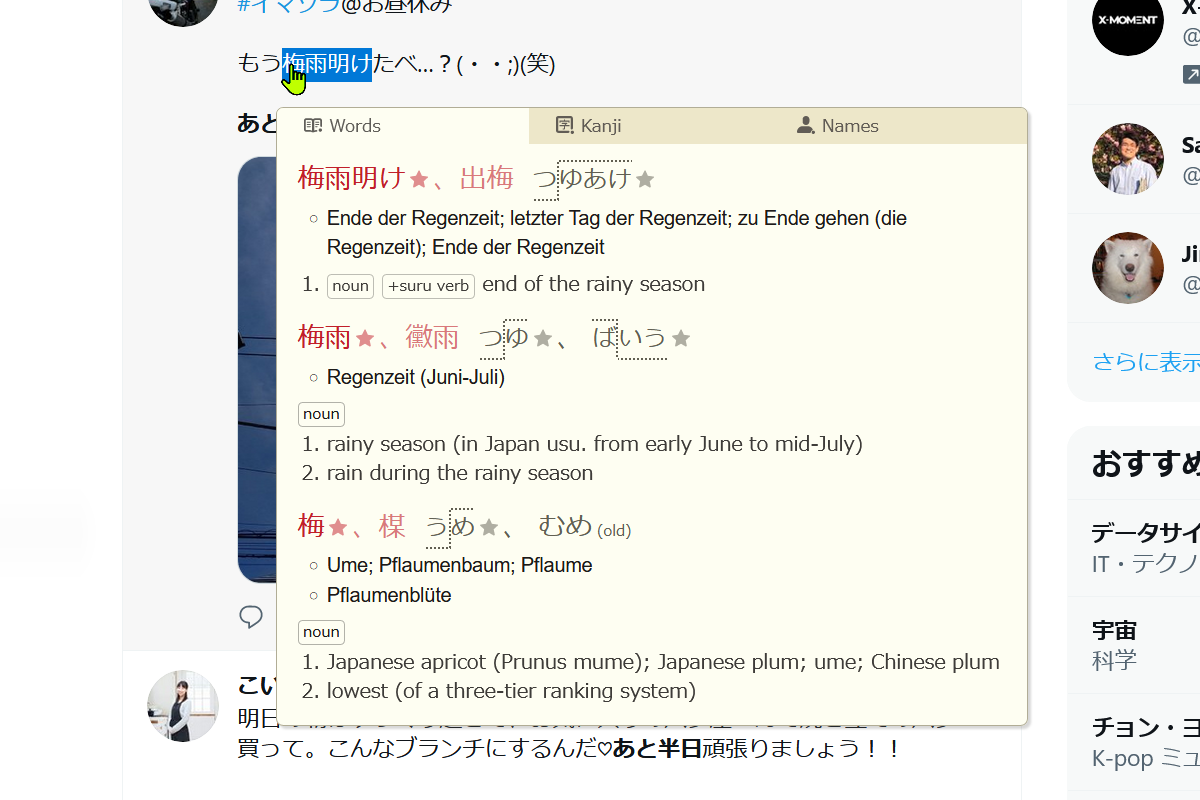 #イマソラ@お昼休み
もう梅雨明けたべ...？(・・;)(笑)
あと
Words Kanji Names
梅雨明け★、出梅 つゆあけ★
Ende der Regenzeit; letzter Tag der Regenzeit; zu Ende gehen (die
Regenzeit); Ende der Regenzeit
1. noun +suru verb end of the rainy season
梅雨★、黴雨 つゆ★、 ばいう★
Regenzeit (Juni-Juli)
noun
1. rainy season (in Japan usu. from early June to mid-July)
2. rain during the rainy season
梅★、楳 うめ★、 むめ (old)
Ume; Pflaumenbaum; Pflaume
Pflaumenblüte
noun
1. Japanese apricot (Prunus mume); Japanese plum; ume; Chinese plum
2. lowest (of a three-tier ranking system)
こい
明日
買って。こんなブランチにするんだ♡あと半日頑張りましょう！！
X-MOMENT
X-
@
Sa
@
Ji
@
さらに表示
おすすめ
データサイ
IT・テクノ
宇宙
科学
チョン・ヨ
K-pop ミュ